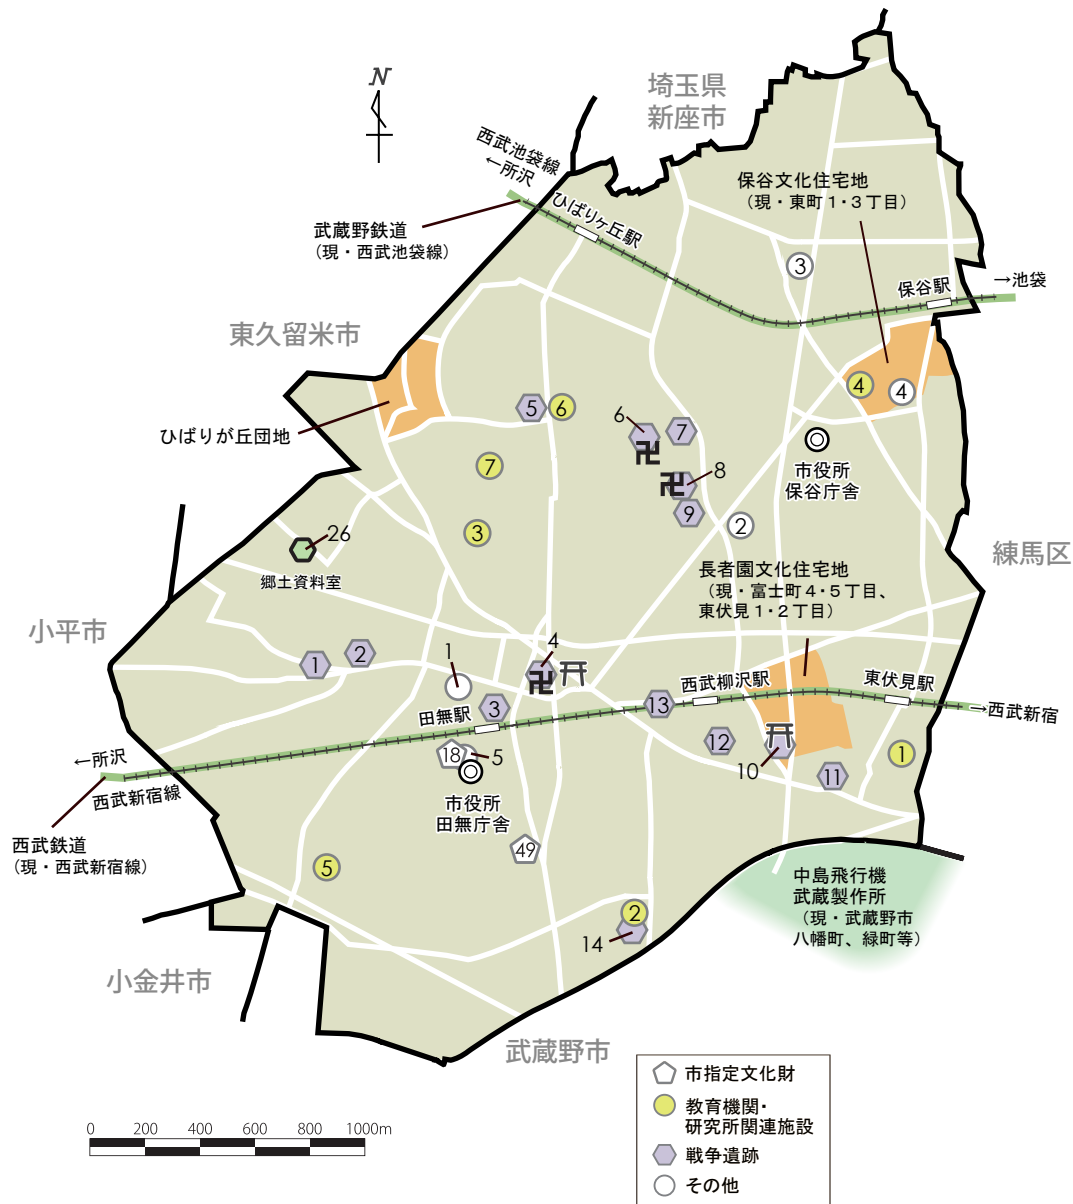 N
埼玉県
新座市
西武池袋線
←所沢
ひばりヶ丘駅
武蔵野鉄道
(現・西武池袋線)
保谷文化住宅地
(現・東町1・3丁目)
3
保谷駅
→池袋
東久留米市
4
4
5
6
6
7
ひばりが丘団地
市役所
保谷庁舎
7
8
9
2
3
26
郷土資料室
練馬区
長者園文化住宅地
(現・富士町4・5丁目、
東伏見1・2丁目)
小平市
1
2
1
4
西武柳沢駅
東伏見駅
→西武新宿
3
13
田無駅
12
10
11
1
←所沢
西武新宿線
18
5
市役所
田無庁舎
西武鉄道
(現・西武新宿線)
49
5
中島飛行機
武蔵製作所
(現・武蔵野市
八幡町、緑町等)
2
14
小金井市
武蔵野市
市指定文化財
教育機関・
研究所関連施設
戦争遺跡
その他
0 200 400 600 800 1000m